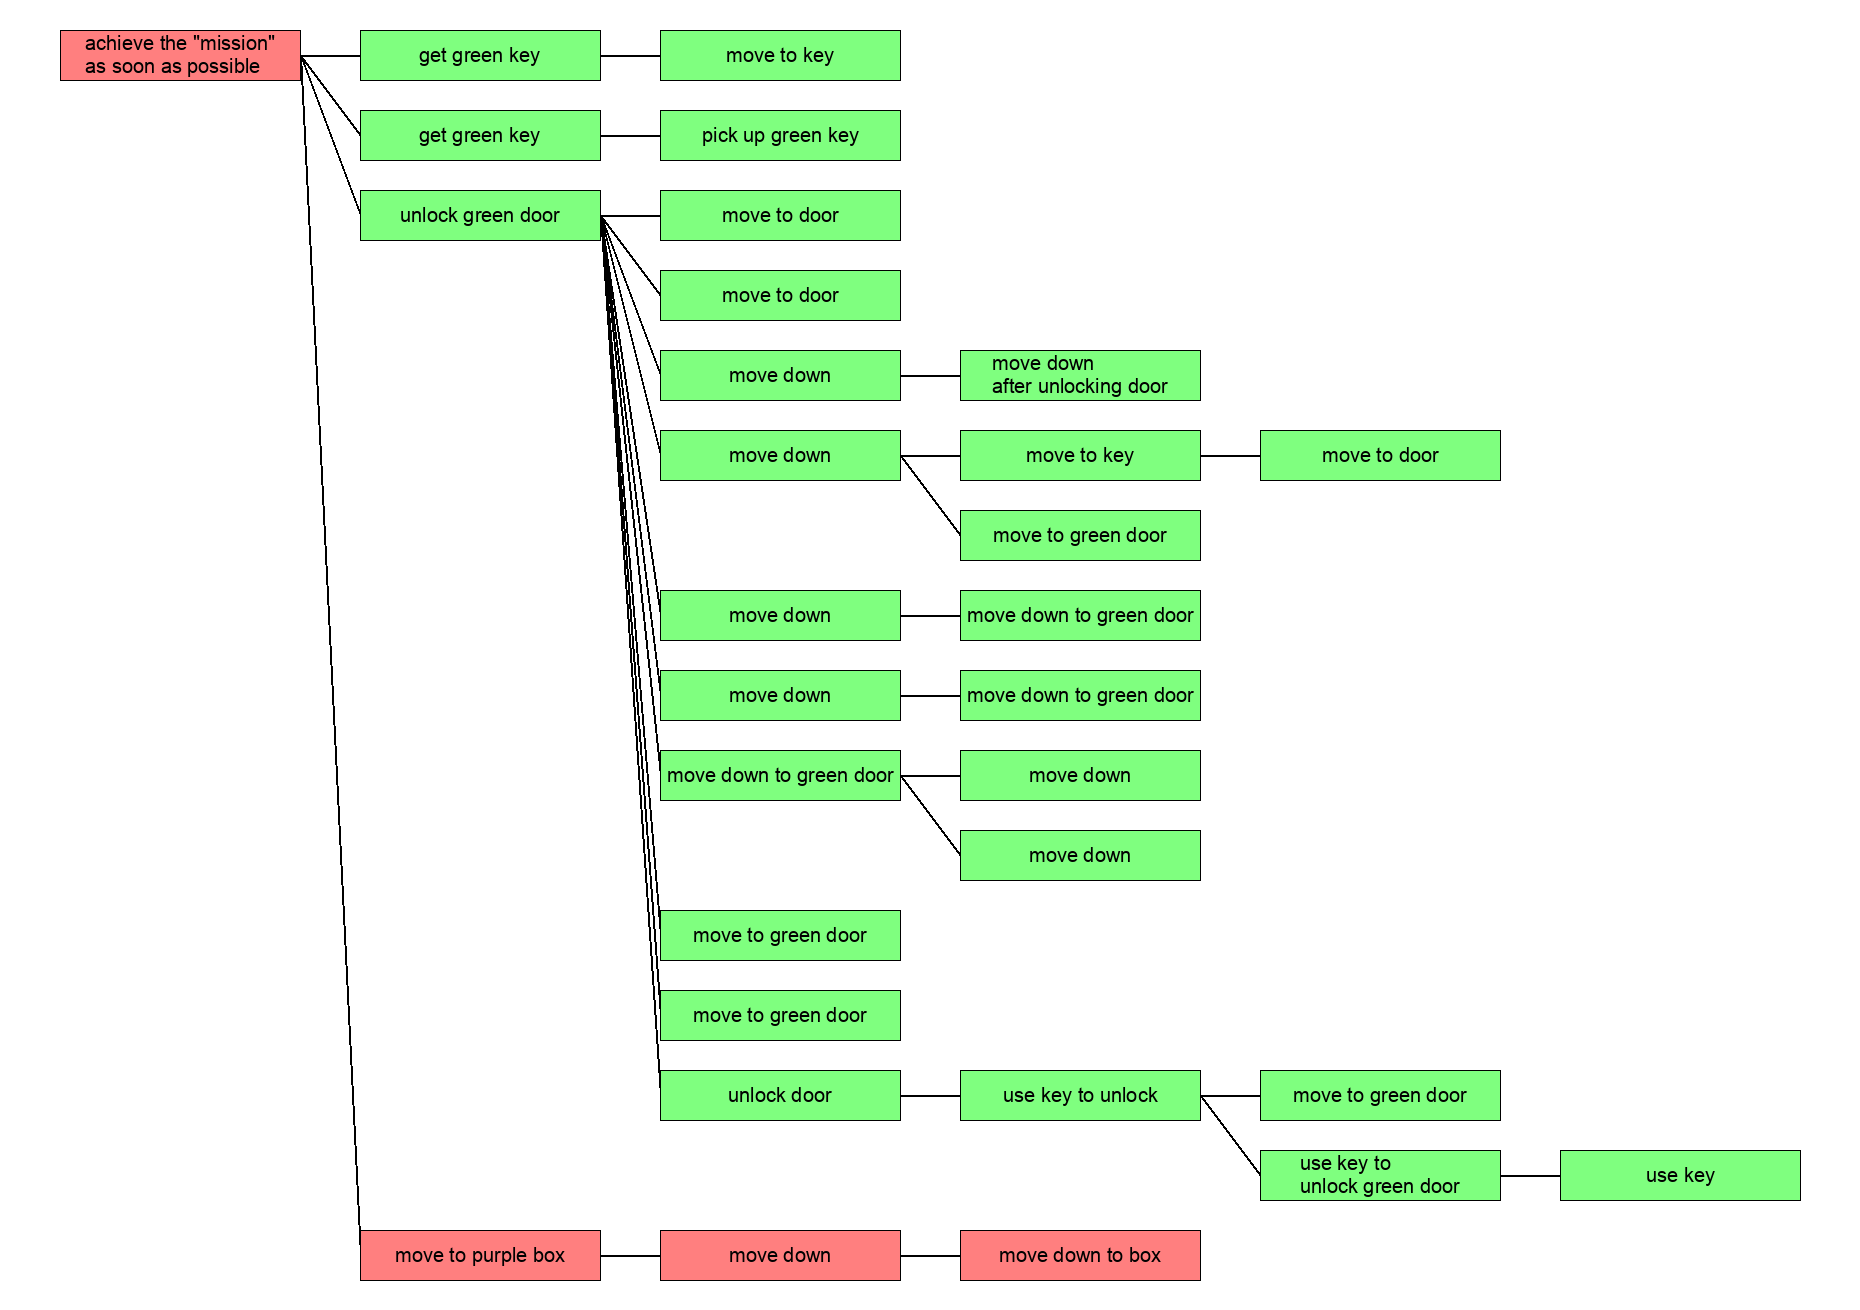 achieve the "mission"
as soon as possible
get green key
move to key
get green key
pick up green key
unlock green door
move to door
move to door
move down
move down
after unlocking door
move down
move to key
move to door
move to green door
move down
move down to green door
move down
move down to green door
move down to green door
move down
move down
move to green door
move to green door
unlock door
use key to unlock
move to green door
use key to
unlock green door
use key
move to purple box
move down
move down to box